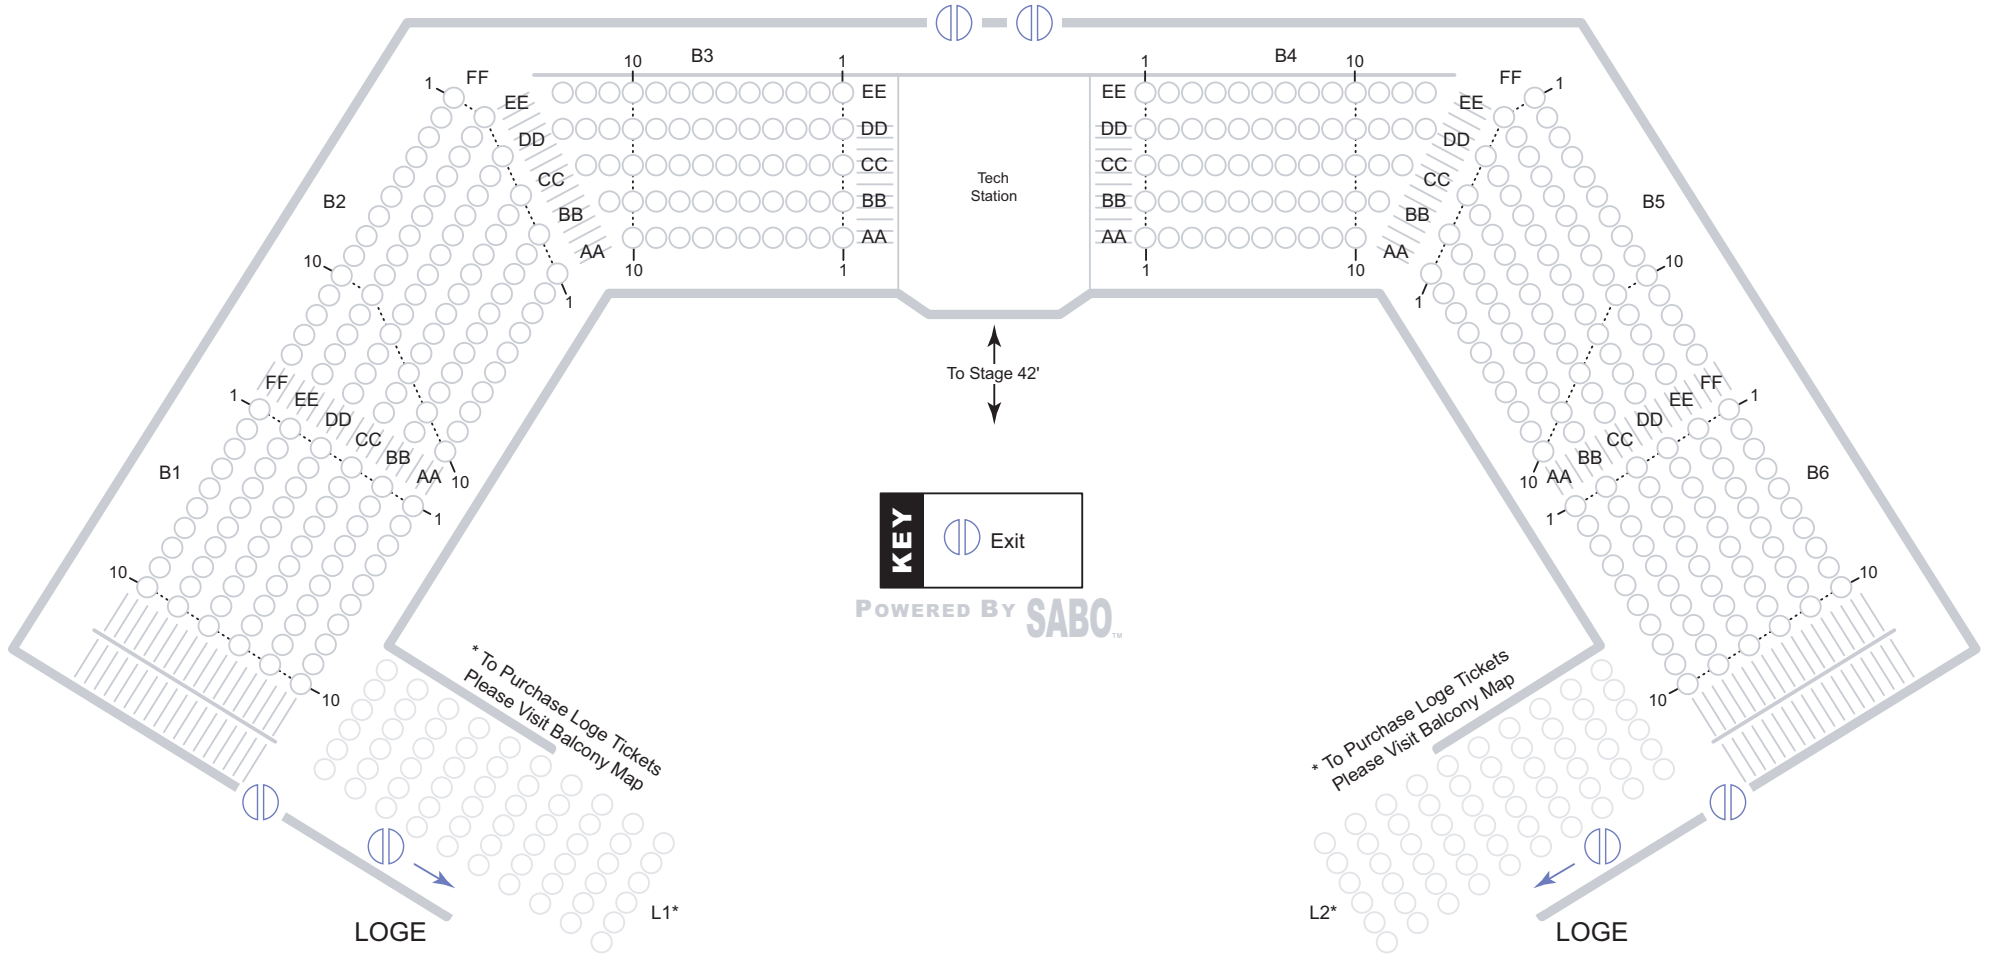 B3
B4
10
1
1
10
1
FF
EE
DD
CC
BB
AA
EE
DD
CC
BB
AA
EE
DD
CC
BB
AA
FF
1
EE
DD
CC
BB
AA
10
1
1
10
Tech
Station
B2
B5
10
1
1
10
To Stage 42'
1
FF
EE
DD
CC
BB
AA
10
FF
EE
DD
CC
BB
AA
10
1
B1
1
1
B6
10
10
10
10
KEY
Exit
POWERED BY SABO TM
* To Purchase Loge Tickets
Please Visit Balcony Map
* To Purchase Loge Tickets
Please Visit Balcony Map
L1*
L2*
LOGE
LOGE